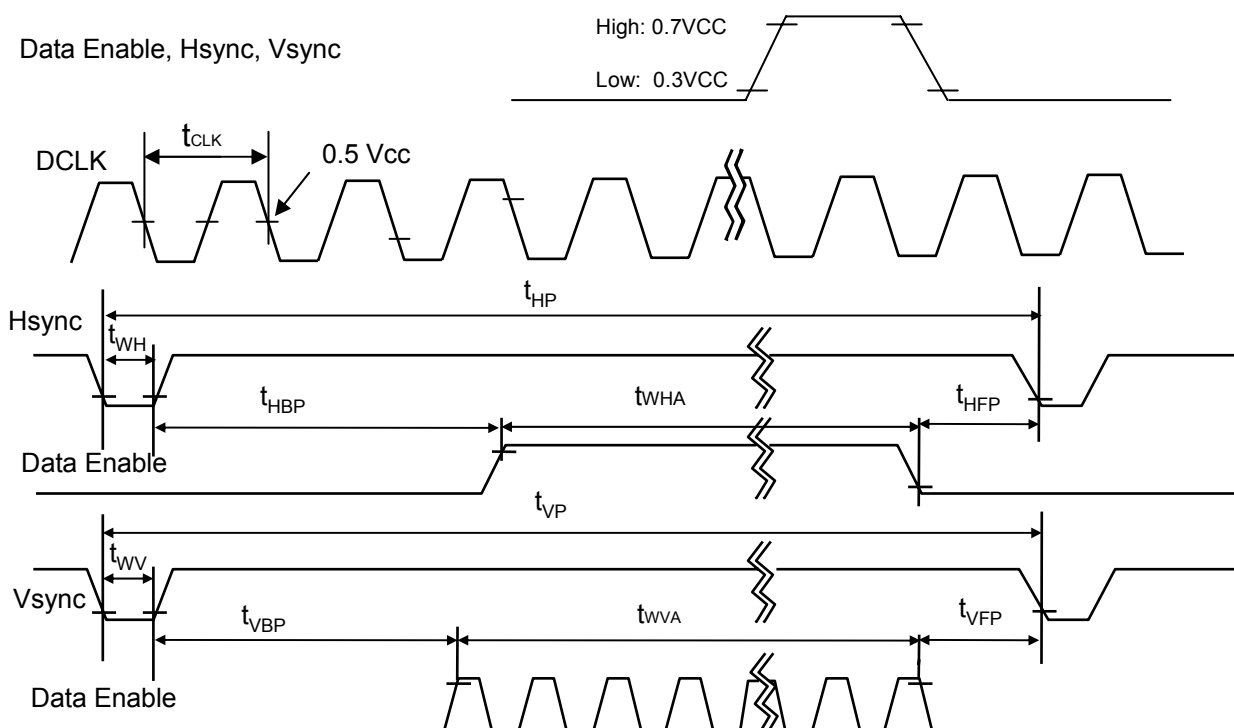 High: 0.7VCC
Data Enable, Hsync, Vsync
Low: 0.3VCC
tCLK
DCLK
0.5 Vcc
tHP
Hsync
tWH
tHBP
tWHA
tHFP
Data Enable
tVP
tWV
Vsync
tVBP
tWVA
tVFP
Data Enable